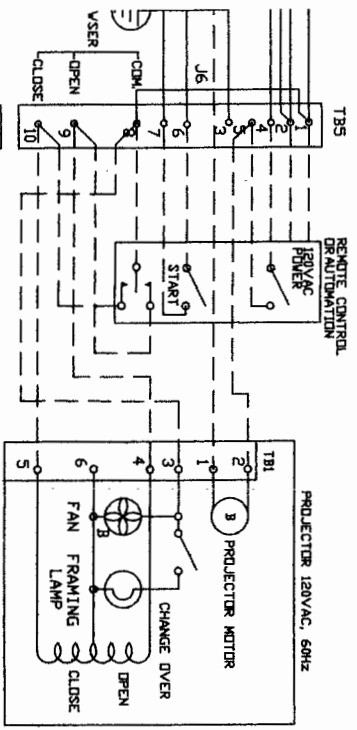 TB5
1
2
4
5
3
6
7
8
9
10
J6
COM.
OPEN
CLOSE
VSER
REMOTE CONTROL
OR AUTOMATION
120VAC
POWER
START
PROJECTOR 120VAC, 60Hz
TB1
2
1
3
4
6
5
B
PROJECTOR MOTOR
CHANGE OVER
B
FAN FRAMING
LAMP
OPEN
CLOSE